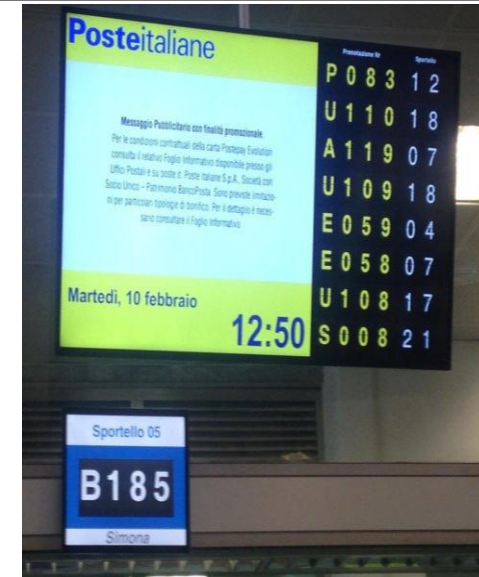 Posteitaliane
Messaggio Pubblicitario con finalità promozionale.
Per le condizioni contrattuali della carta Postepay Evolution
consulta il relativo Foglio Informativo disponibile presso gli
Uffici Postali e su poste.it. Poste Italiane S.p.A., Società con
Socio Unico – Patrimonio BancoPosta. Sono previste limitazio-
ni per particolari tipologie di bonifico. Per il dettaglio è neces-
sario consultare il Foglio Informativo.
Martedì, 10 febbraio
12:50
Prenotazione Nr Sportello
P083 12
U110 18
A119 07
U109 18
E059 04
E058 07
U108 17
S008 21
Sportello 05
B185
Simona